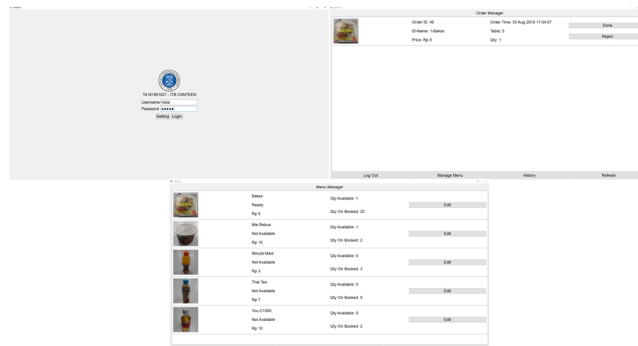 TA161901021 - ITB CANTEEN
Username
Password
Setting Login
Order Manager
Order ID: 40
Order Time: 03 Aug 2019 17:04:07
Done
ID-Name: 1-Bakso
Table: 5
Reject
Price: Rp 5
Qty: 1
Log Out
Manage Menu
History
Refresh
Menu Manager
Bakso
Qty Available: 1
Ready
Edit
Rp 5
Qty On Booked: 22
Mie Rebus
Qty Available: 1
Not Available
Edit
Rp 15
Qty On Booked: 2
Minute Maid
Qty Available: 0
Not Available
Edit
Rp 3
Qty On Booked: 3
Thai Tea
Qty Available: 0
Not Available
Edit
Rp 7
Qty On Booked: 5
You C1000
Qty Available: 0
Not Available
Edit
Rp 10
Qty On Booked: 2